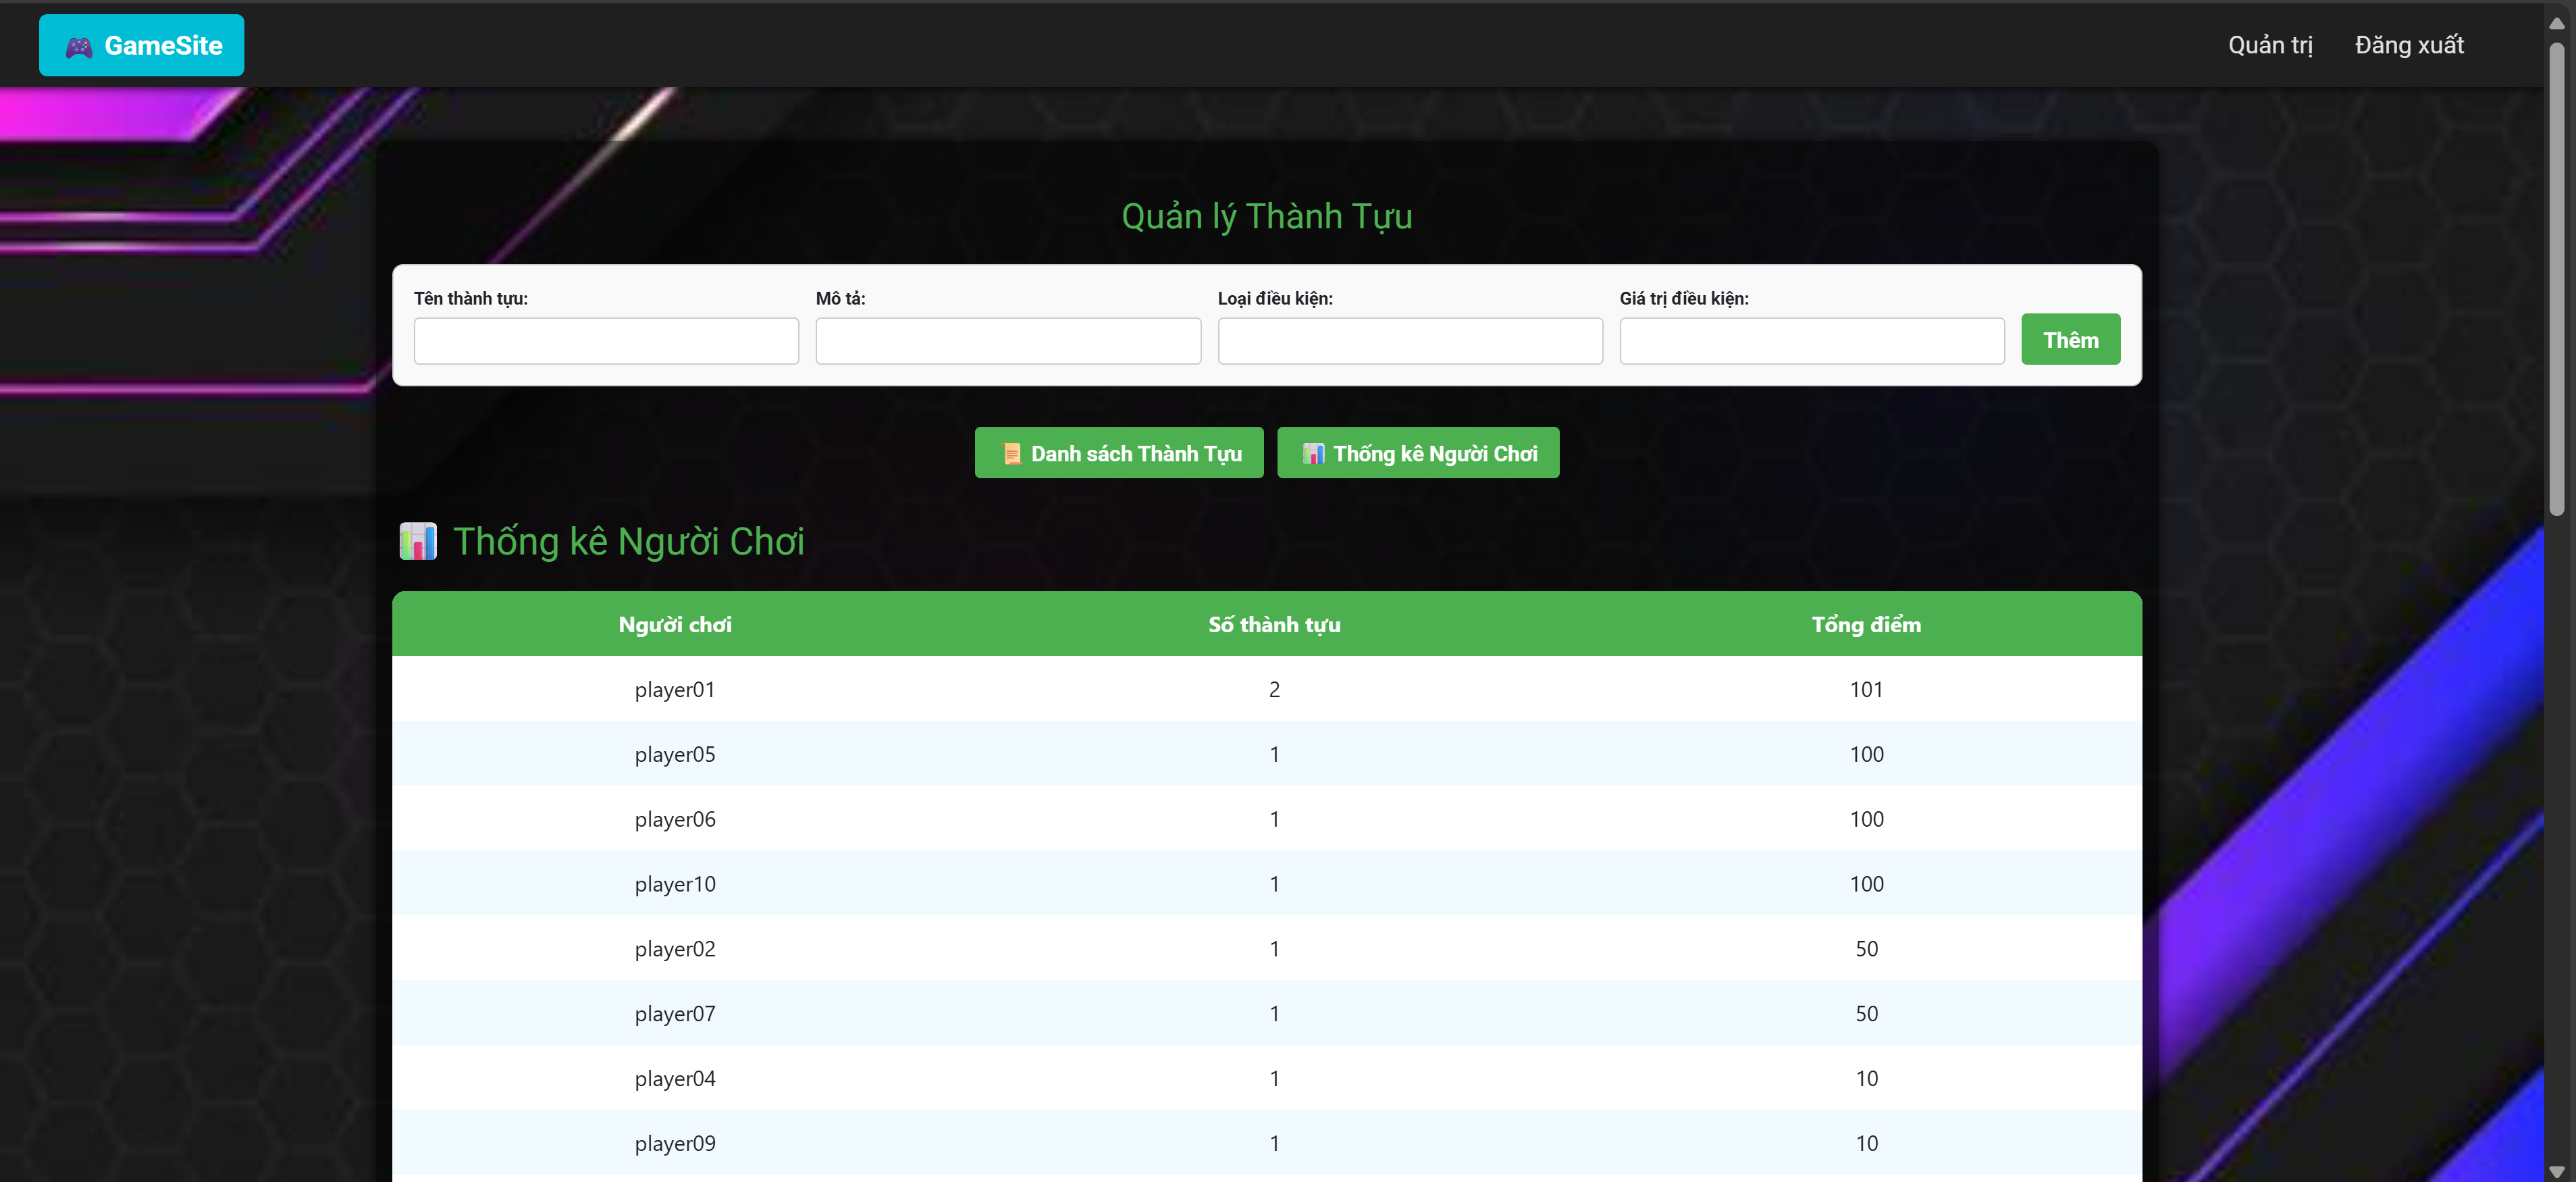 GameSite
Quản trị
Đăng xuất
Quản lý Thành Tựu
Tên thành tựu:
Mô tả:
Loại điều kiện:
Giá trị điều kiện:
Thêm
Danh sách Thành Tựu
Thống kê Người Chơi
Thống kê Người Chơi
Người chơi Số thành tựu Tổng điểm
player01 2 101
player05 1 100
player06 1 100
player10 1 100
player02 1 50
player07 1 50
player04 1 10
player09 1 10